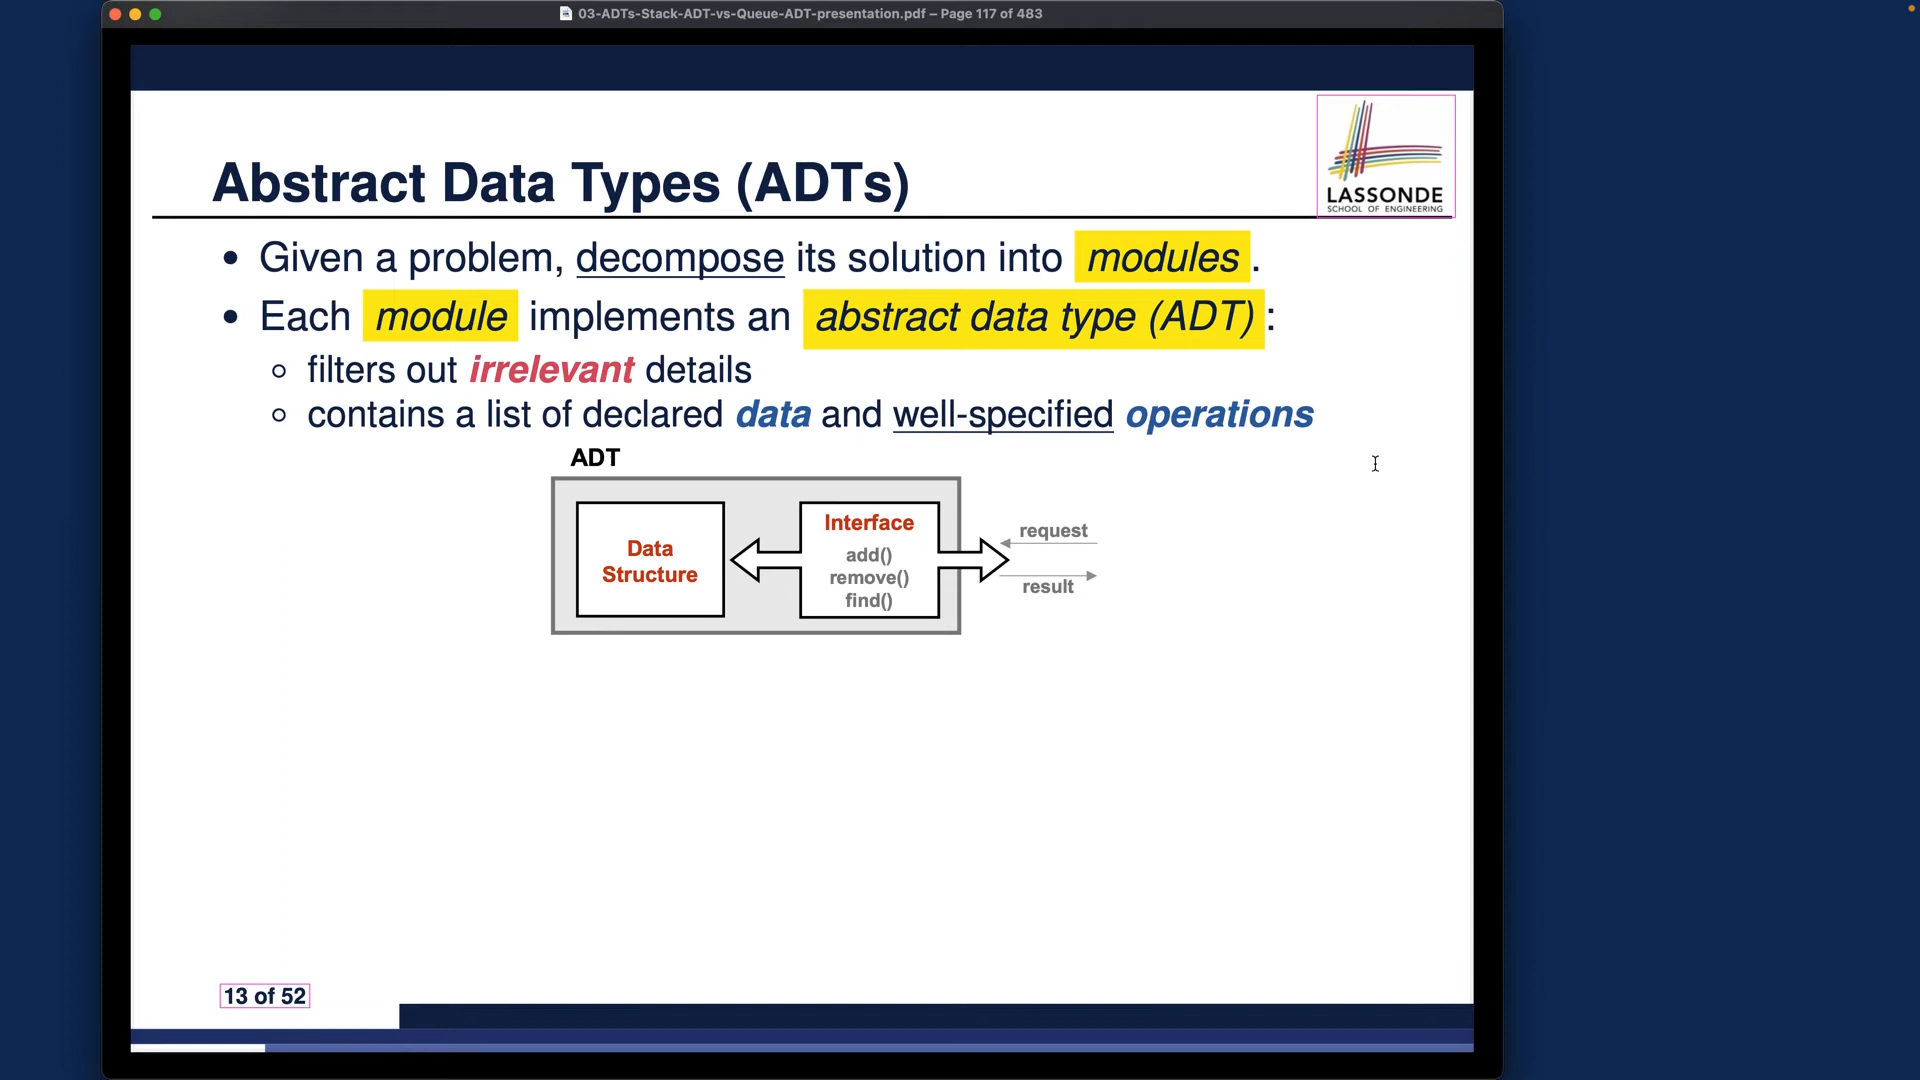 03-ADTs-Stack-ADT-vs-Queue-ADT-presentation.pdf – Page 117 of 483
LASSONDE
SCHOOL OF ENGINEERING
Abstract Data Types (ADTs)
• Given a problem, decompose its solution into modules.
• Each module implements an abstract data type (ADT):
◦ filters out irrelevant details
◦ contains a list of declared data and well-specified operations
ADT
Data
Structure
Interface
add()
remove()
find()
request
result
13 of 52